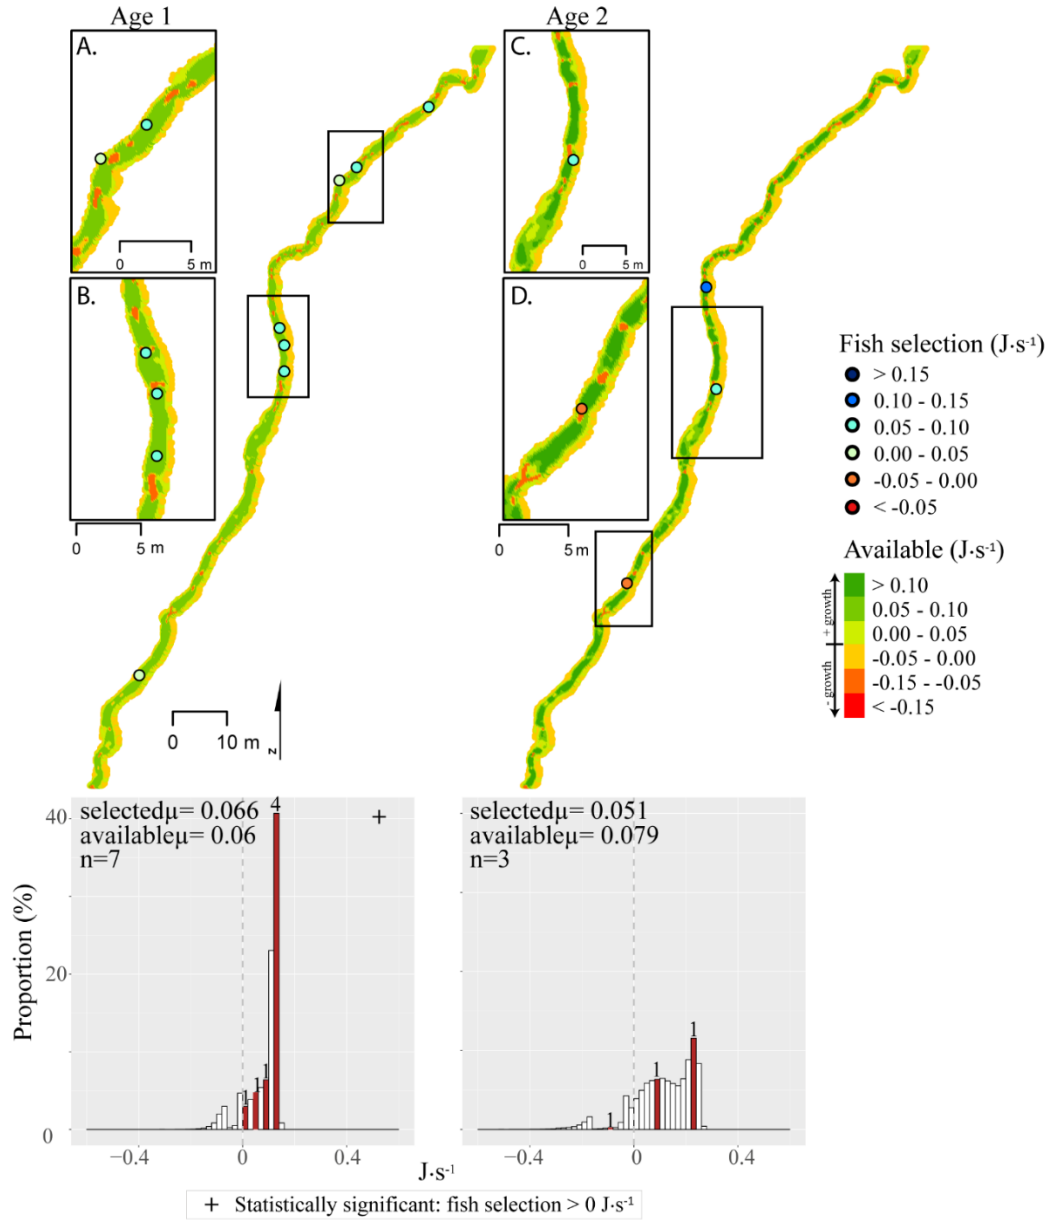 Age 1
Age 2
A.
0 5 m
B.
0 5 m
C.
0 5 m
D.
0 5 m
0 10 m
z
Fish selection (J·s⁻¹)
> 0.15
0.10 - 0.15
0.05 - 0.10
0.00 - 0.05
-0.05 - 0.00
< -0.05
Available (J·s⁻¹)
+ growth
- growth
> 0.10
0.05 - 0.10
0.00 - 0.05
-0.05 - 0.00
-0.15 - -0.05
< -0.15
selectedμ= 0.066
availableμ= 0.06
n=7
4
+
1
1
1
40
20
0
Proportion (%)
−0.4 0 0.4
selectedμ= 0.051
availableμ= 0.079
n=3
1
1
1
−0.4 0 0.4
J·s⁻¹
+ Statistically significant: fish selection > 0 J·s⁻¹